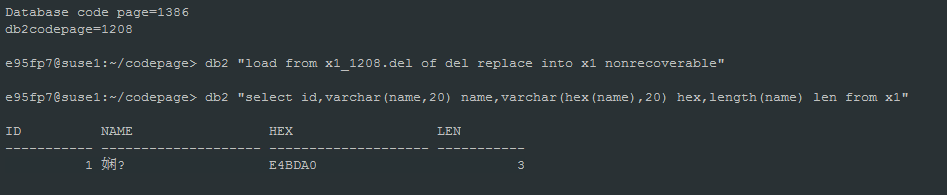 Database code page=1386
db2codepage=1208
e95fp7@suse1:~/codepage> db2 "load from x1_1208.del of del replace into x1 nonrecoverable"
e95fp7@suse1:~/codepage> db2 "select id,varchar(name,20) name,varchar(hex(name),20) hex,length(name) len from x1"
ID NAME HEX LEN
----------- -------------------- -------------------- -----------
1 娴? E4BDA0 3